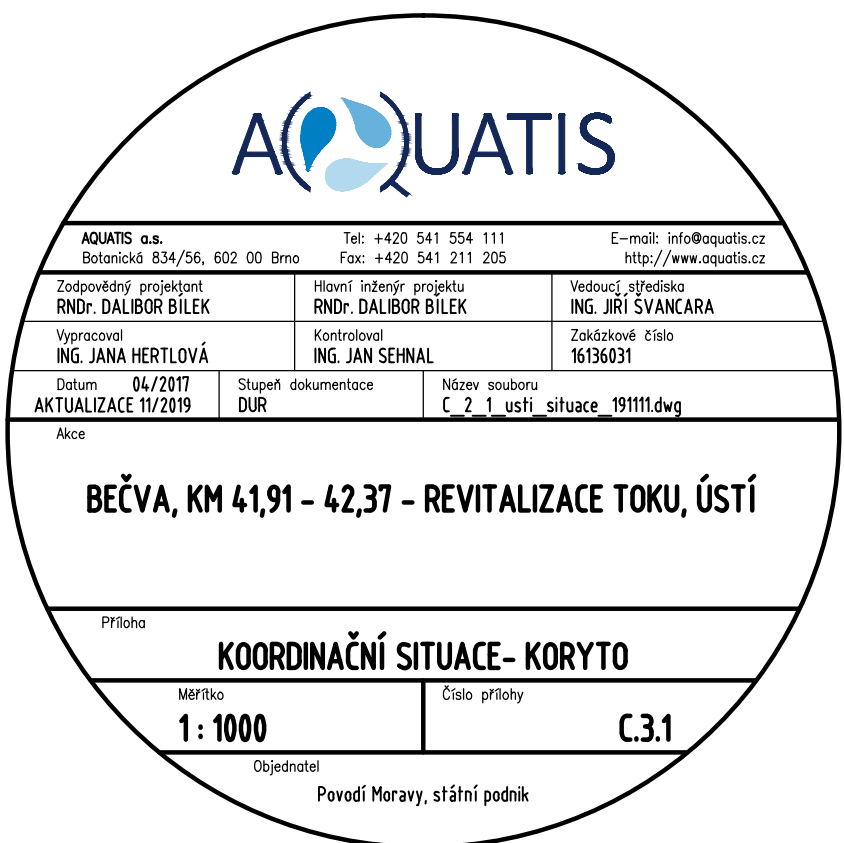 AQUATIS
AQUATIS a.s. Tel: +420 541 554 111 E-mail: info@aquatis.cz
Botanická 834/56, 602 00 Brno Fax: +420 541 211 205 http://www.aquatis.cz
Zodpovědný projektant Hlavní inženýr projektu Vedoucí střediska
RNDr. DALIBOR BÍLEK RNDr. DALIBOR BÍLEK ING. JIŘÍ ŠVANCARA
Vypracoval Kontroloval Zakázkové číslo
ING. JANA HERTLOVÁ ING. JAN SEHNAL 16136031
Datum 04/2017 Stupeň dokumentace Název souboru
AKTUALIZACE 11/2019 DUR C_2_1_usti_situace_191111.dwg
Akce
BEČVA, KM 41,91 - 42,37 - REVITALIZACE TOKU, ÚSTÍ
Příloha
KOORDINAČNÍ SITUACE- KORYTO
Měřítko Číslo přílohy
1 : 1000 C.3.1
Objednatel
Povodí Moravy, státní podnik